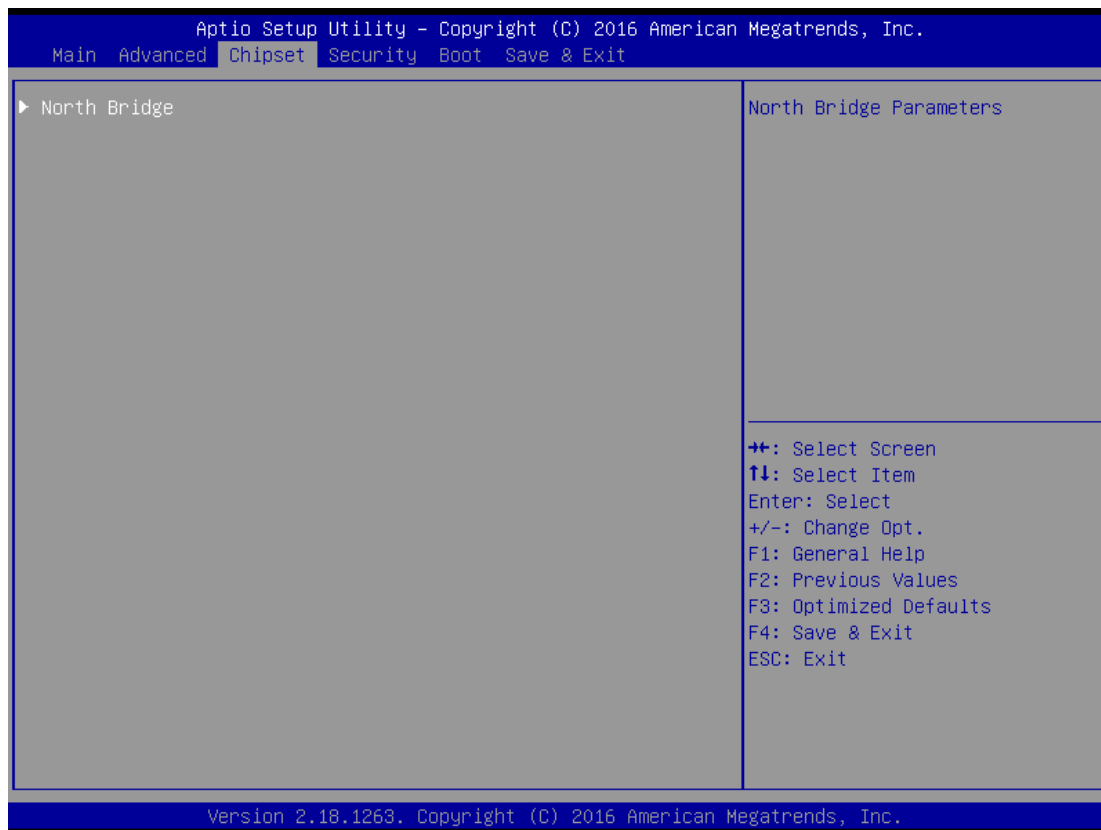 Aptio Setup Utility – Copyright (C) 2016 American Megatrends, Inc.
Main Advanced Chipset Security Boot Save & Exit
▶ North Bridge
North Bridge Parameters
→←: Select Screen
↑↓: Select Item
Enter: Select
+/-: Change Opt.
F1: General Help
F2: Previous Values
F3: Optimized Defaults
F4: Save & Exit
ESC: Exit
Version 2.18.1263. Copyright (C) 2016 American Megatrends, Inc.